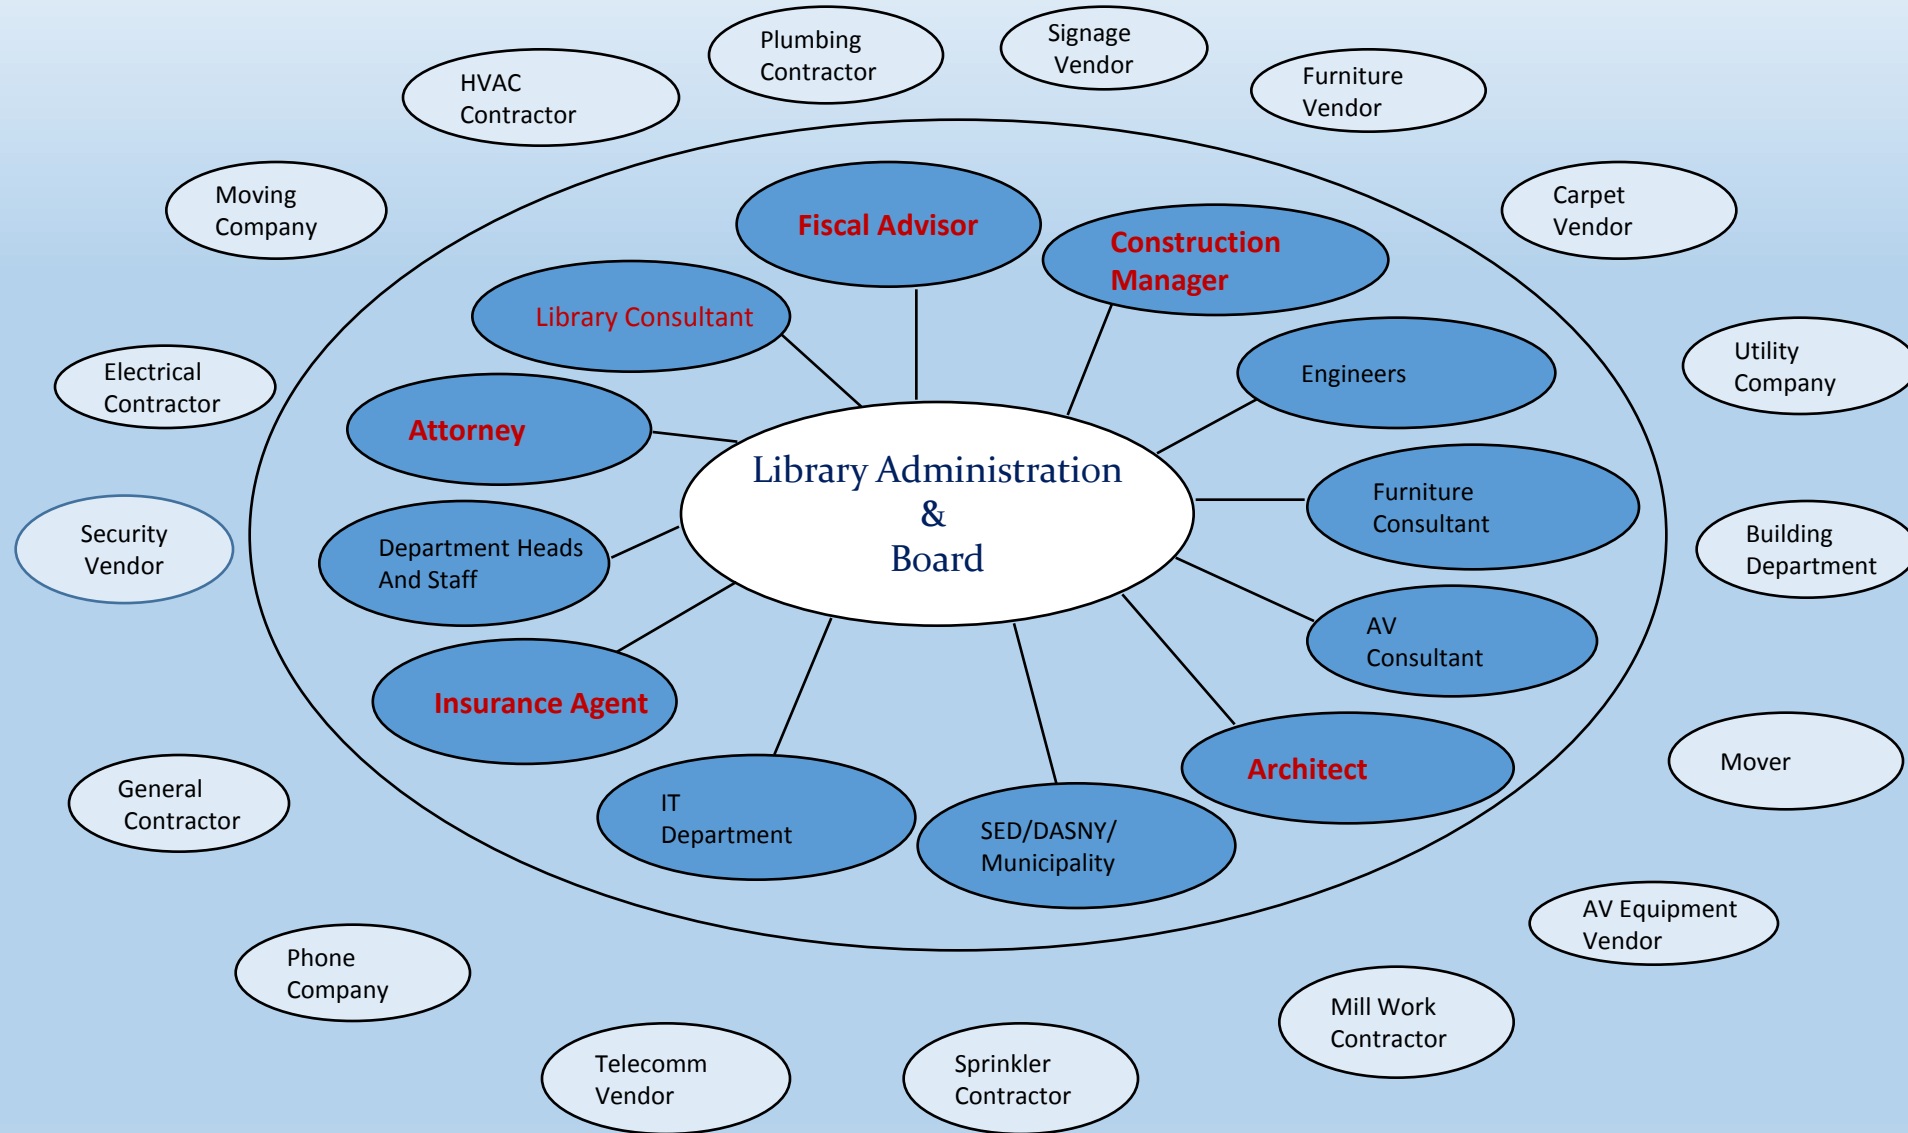 Plumbing
Contractor
Signage
Vendor
HVAC
Contractor
Furniture
Vendor
Moving
Company
Carpet
Vendor
Fiscal Advisor
Construction
Manager
Library Consultant
Electrical
Contractor
Engineers
Utility
Company
Attorney
Library Administration
&
Board
Security
Vendor
Department Heads
And Staff
Furniture
Consultant
Building
Department
AV
Consultant
Insurance Agent
Architect
Mover
General
Contractor
IT
Department
SED/DASNY/
Municipality
AV Equipment
Vendor
Phone
Company
Mill Work
Contractor
Telecomm
Vendor
Sprinkler
Contractor